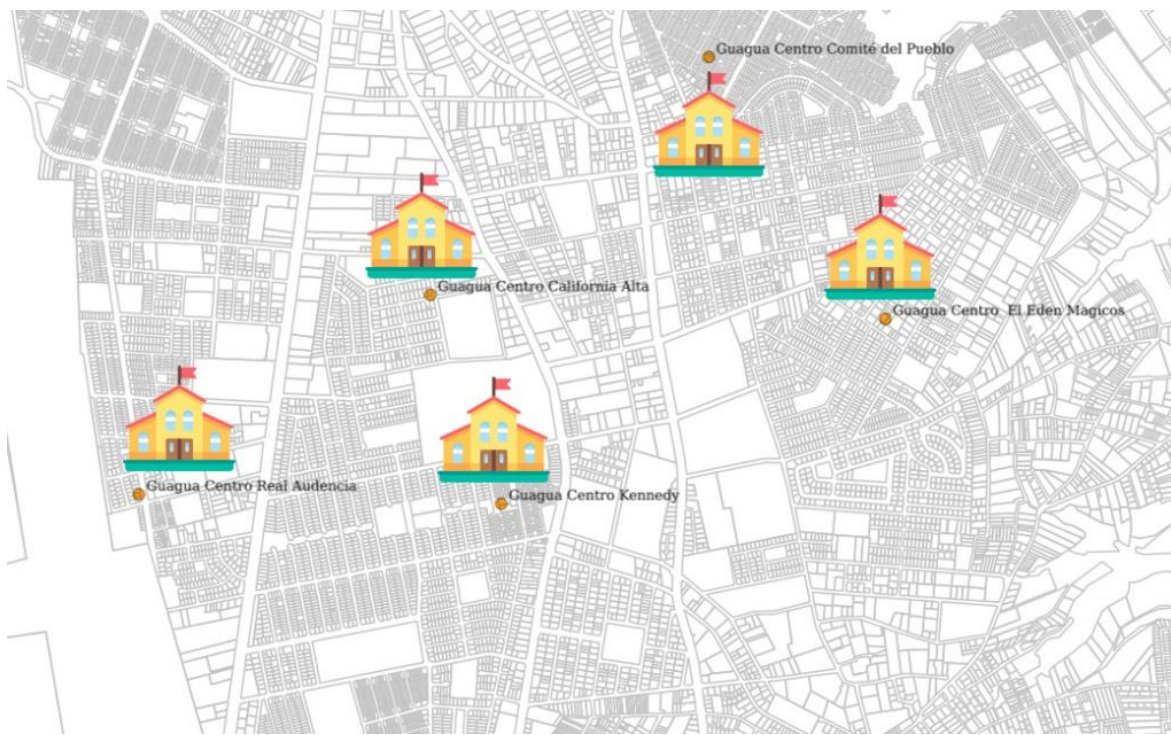 Guagua Centro Comité del Pueblo
Guagua Centro California Alta
Guagua Centro  El Eden Magicos
Guagua Centro Real Audencia
Guagua Centro Kennedy